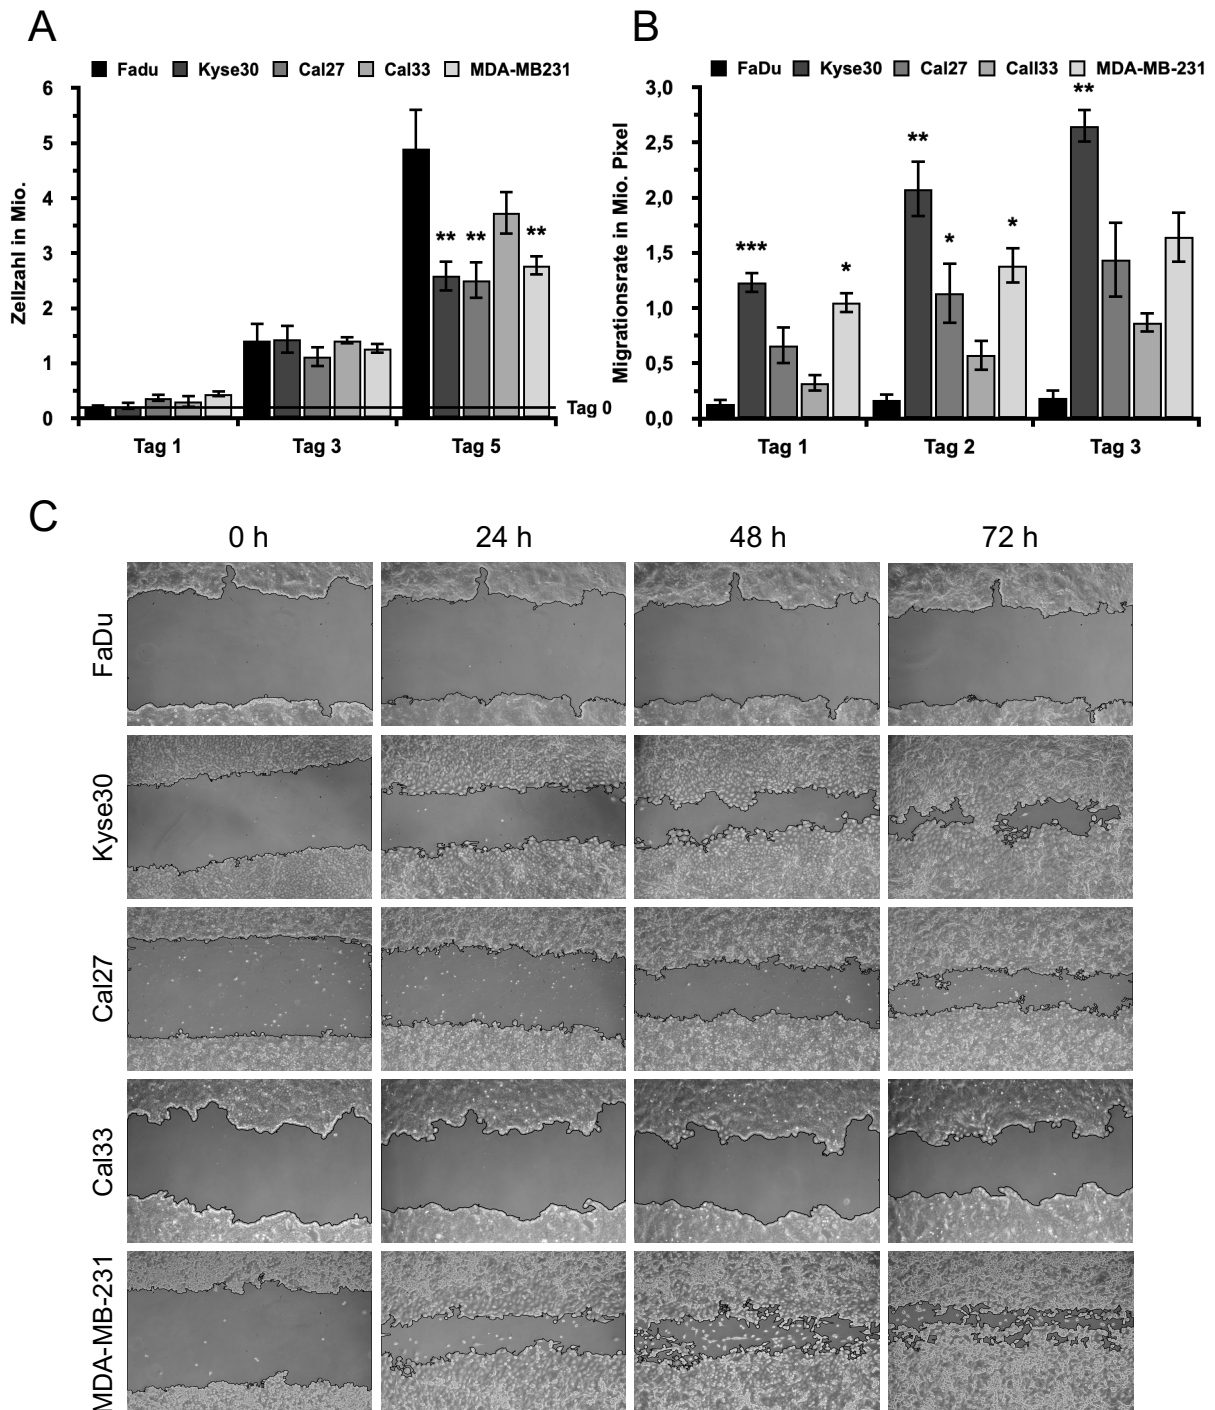 A
Fadu Kyse30 Cal27 Cal33 MDA-MB231
Zellzahl in Mio.
6
5
4
3
2
1
0
** ** **
Tag 0
Tag 1 Tag 3 Tag 5
B
FaDu Kyse30 Cal27 Call33 MDA-MB-231
Migrationsrate in Mio. Pixel
3,0
2,5
2,0
1,5
1,0
0,5
0,0
*** * ** * * **
Tag 1 Tag 2 Tag 3
C
0 h 24 h 48 h 72 h
FaDu
Kyse30
Cal27
Cal33
MDA-MB-231